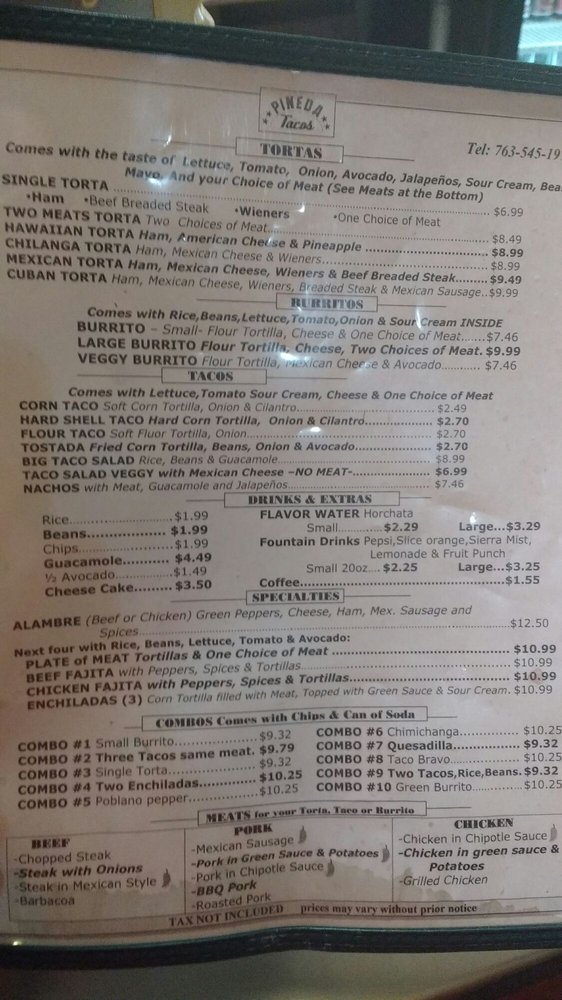 PINEDA
Tacos
TORTAS
Tel: 763-545-19
Comes with the taste of Lettuce, Tomato, Onion, Avocado, Jalapeños, Sour Cream, Bea
Mayo, And your Choice of Meat (See Meats at the Bottom)
SINGLE TORTA ........ $6.99
•Ham •Beef Breaded Steak •Wieners •One Choice of Meat
TWO MEATS TORTA Two Choices of Meat........ $8.49
HAWAIIAN TORTA Ham, American Cheese & Pineapple ........ $8.99
CHILANGA TORTA Ham, Mexican Cheese & Wieners........ $8.99
MEXICAN TORTA Ham, Mexican Cheese, Wieners & Beef Breaded Steak........$9.49
CUBAN TORTA Ham, Mexican Cheese, Wieners, Breaded Steak & Mexican Sausage..$9.99
BURRITOS
Comes with Rice,Beans,Lettuce,Tomato,Onion & Sour Cream INSIDE
BURRITO – Small- Flour Tortilla, Cheese & One Choice of Meat......$7.46
LARGE BURRITO Flour Tortilla, Cheese, Two Choices of Meat. $9.99
VEGGY BURRITO Flour Tortilla, Mexican Cheese & Avocado........... $7.46
TACOS
Comes with Lettuce,Tomato Sour Cream, Cheese & One Choice of Meat
CORN TACO Soft Corn Tortilla, Onion & Cilantro........ $2.49
HARD SHELL TACO Hard Corn Tortilla, Onion & Cilantro........ $2.70
FLOUR TACO Soft Fluor Tortilla, Onion........ $2.70
TOSTADA Fried Corn Tortilla, Beans, Onion & Avocado........ $2.70
BIG TACO SALAD Rice, Beans & Guacamole........ $8.99
TACO SALAD VEGGY with Mexican Cheese –NO MEAT-........ $6.99
NACHOS with Meat, Guacamole and Jalapeños........ $7.46
DRINKS & EXTRAS
Rice........$1.99
Beans........$1.99
Chips........$1.99
Guacamole........ $4.49
½ Avocado........$1.49
Cheese Cake........$3.50
FLAVOR WATER Horchata
Small...........$2.29 Large...$3.29
Fountain Drinks Pepsi,Slice orange,Sierra Mist,
Lemonade & Fruit Punch
Small 20oz.... $2.25 Large...$3.25
Coffee........$1.55
SPECIALTIES
ALAMBRE (Beef or Chicken) Green Peppers, Cheese, Ham, Mex. Sausage and
Spices........$12.50
Next four with Rice, Beans, Lettuce, Tomato & Avocado:
PLATE of MEAT Tortillas & One Choice of Meat ........ $10.99
BEEF FAJITA with Peppers, Spices & Tortillas........ $10.99
CHICKEN FAJITA with Peppers, Spices & Tortillas........ $10.99
ENCHILADAS (3) Corn Tortilla filled with Meat, Topped with Green Sauce & Sour Cream. $10.99
COMBOS Comes with Chips & Can of Soda
COMBO #1 Small Burrito........ $9.32
COMBO #2 Three Tacos same meat. $9.79
COMBO #3 Single Torta........ $9.32
COMBO #4 Two Enchiladas........ $10.25
COMBO #5 Poblano pepper........$10.25
COMBO #6 Chimichanga........ $10.25
COMBO #7 Quesadilla........ $9.32
COMBO #8 Taco Bravo........ $10.25
COMBO #9 Two Tacos,Rice,Beans. $9.32
COMBO #10 Green Burrito........ $10.25
MEATS for your Torta, Taco or Burrito
BEEF
-Chopped Steak
-Steak with Onions
-Steak in Mexican Style
-Barbacoa
PORK
-Mexican Sausage
-Pork in Green Sauce & Potatoes
-Pork in Chipotle Sauce
-BBQ Pork
-Roasted Pork
CHICKEN
-Chicken in Chipotle Sauce
-Chicken in green sauce &
Potatoes
-Grilled Chicken
TAX NOT INCLUDED prices may vary without prior notice